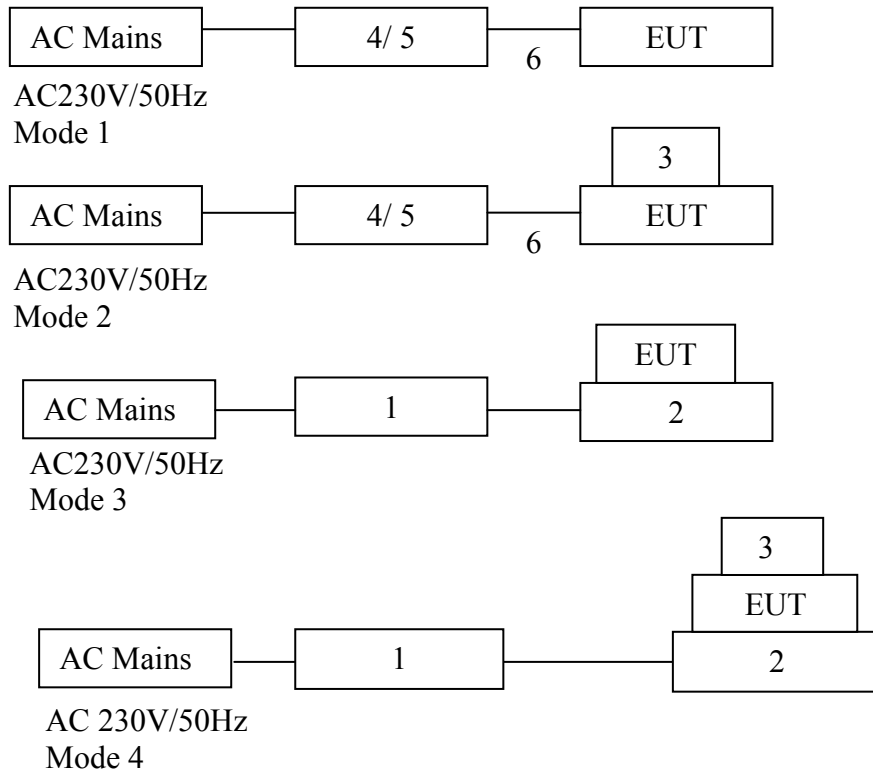 AC Mains 4/ 5 6 EUT
AC230V/50Hz
Mode 1
3
AC Mains 4/ 5 6 EUT
AC230V/50Hz
Mode 2
EUT
AC Mains 1 2
AC230V/50Hz
Mode 3
3
EUT
AC Mains 1 2
AC 230V/50Hz
Mode 4